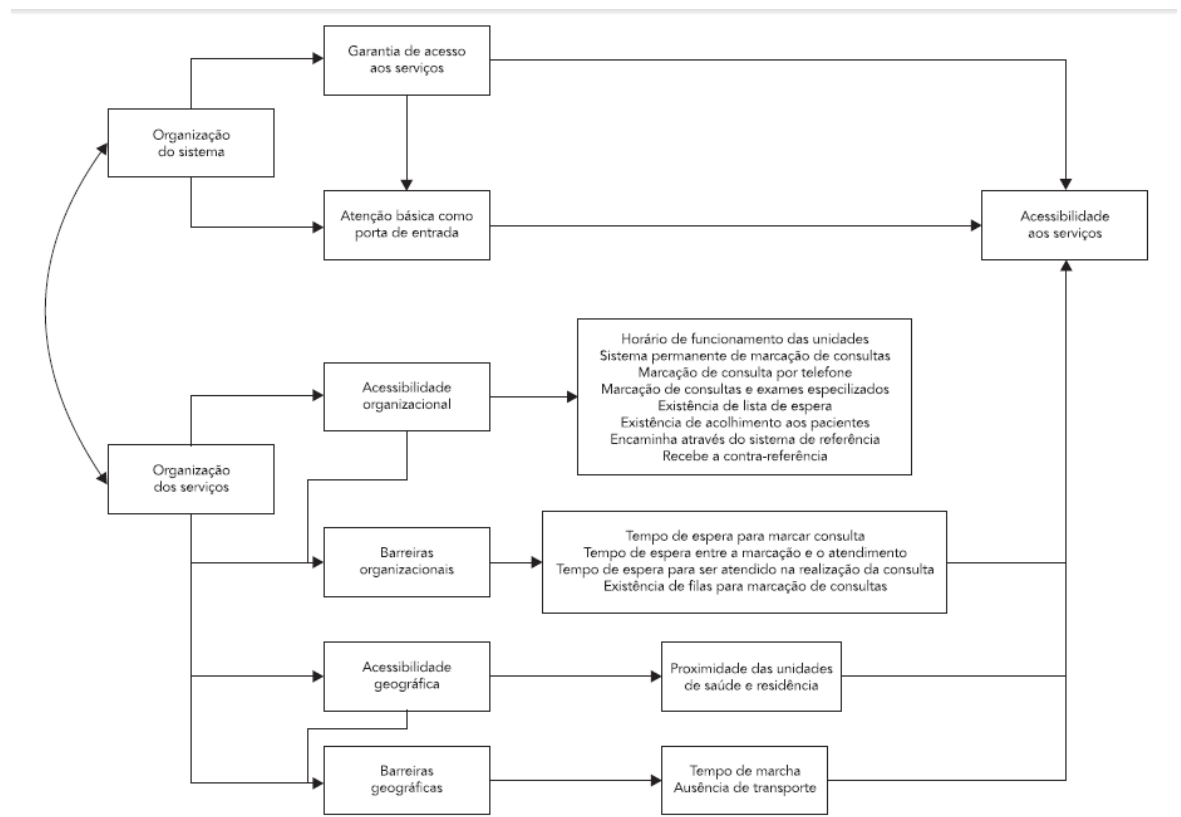 Garantia de acesso
aos serviços
Organização
do sistema
Atenção básica como
porta de entrada
Acessibilidade
aos serviços
Horário de funcionamento das unidades
Sistema permanente de marcação de consultas
Marcação de consulta por telefone
Marcação de consultas e exames especilizados
Existência de lista de espera
Existência de acolhimento aos pacientes
Encaminha através do sistema de referência
Recebe a contra-referência
Acessibilidade
organizacional
Organização
dos serviços
Barreiras
organizacionais
Tempo de espera para marcar consulta
Tempo de espera entre a marcação e o atendimento
Tempo de espera para ser atendido na realização da consulta
Existência de filas para marcação de consultas
Acessibilidade
geográfica
Proximidade das unidades
de saúde e residência
Barreiras
geográficas
Tempo de marcha
Ausência de transporte